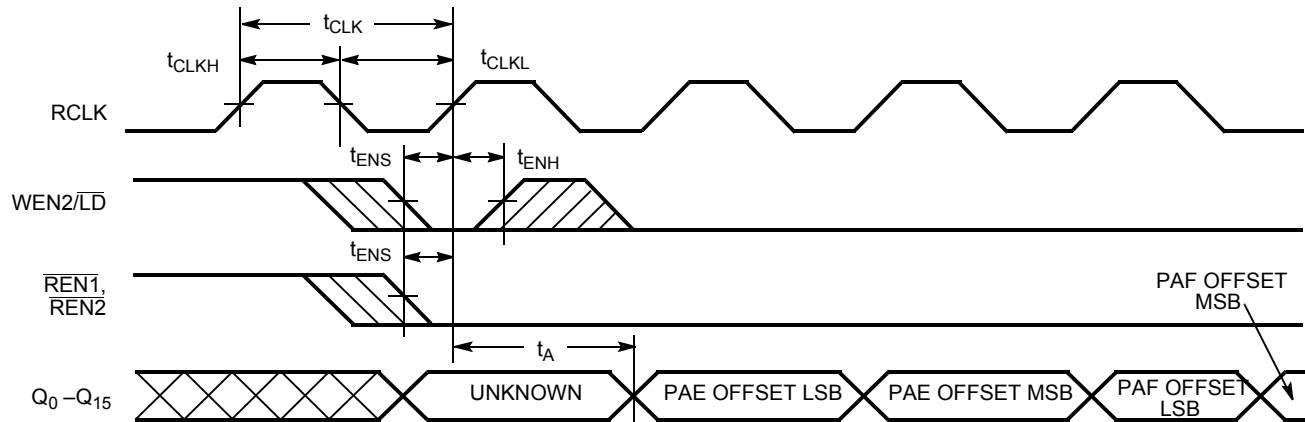 tCLK
tCLKH
tCLKL
RCLK
tENS
tENH
WEN2/LD
tENS
REN1,
REN2
PAF OFFSET
MSB
tA
Q0 –Q15
UNKNOWN
PAE OFFSET LSB
PAE OFFSET MSB
PAF OFFSET
LSB